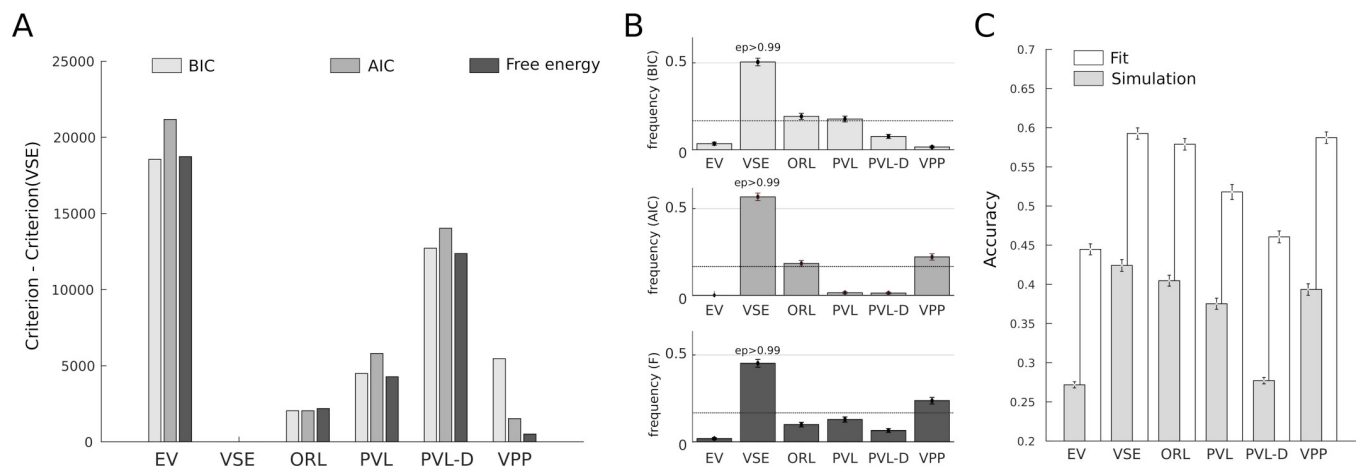 A
Criterion - Criterion(VSE)
25000
20000
15000
10000
5000
0
BIC AIC Free energy
EV VSE ORL PVL PVL-D VPP
B
frequency (BIC)
0.5
0
ep>0.99
EV VSE ORL PVL PVL-D VPP
frequency (AIC)
0.5
0
ep>0.99
EV VSE ORL PVL PVL-D VPP
frequency (F)
0.5
0
ep>0.99
EV VSE ORL PVL PVL-D VPP
C
Accuracy
0.7
0.65
0.6
0.55
0.5
0.45
0.4
0.35
0.3
0.25
0.2
Fit
Simulation
EV VSE ORL PVL PVL-D VPP